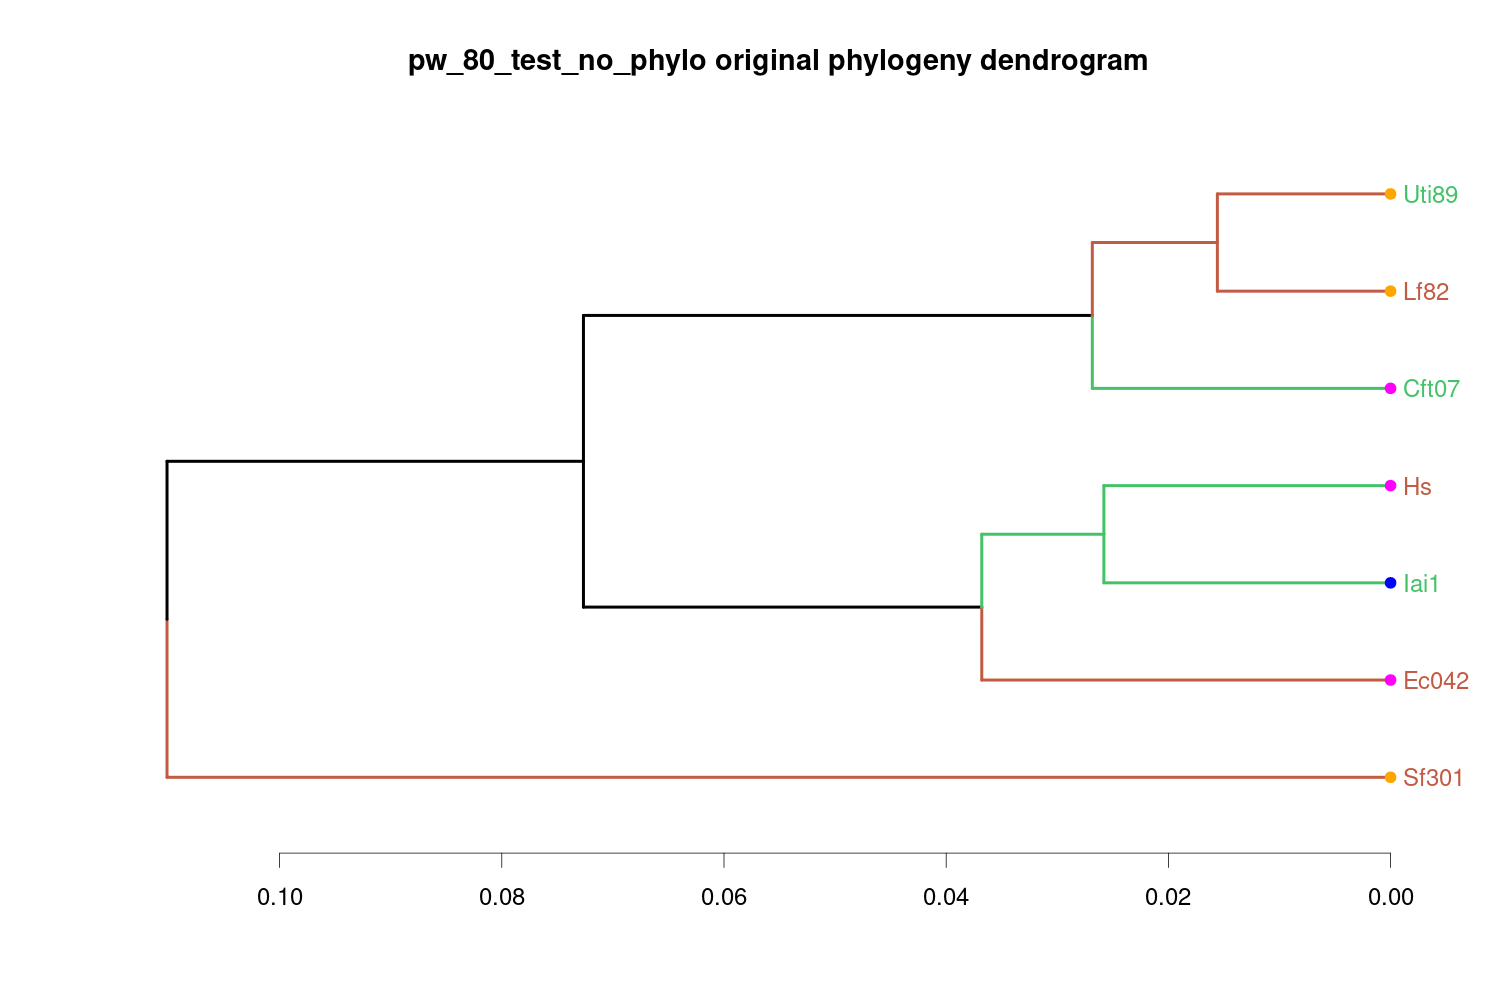 pw_80_test_no_phylo original phylogeny dendrogram
Uti89
Lf82
Cft07
Hs
Iai1
Ec042
Sf301
0.10 0.08 0.06 0.04 0.02 0.00